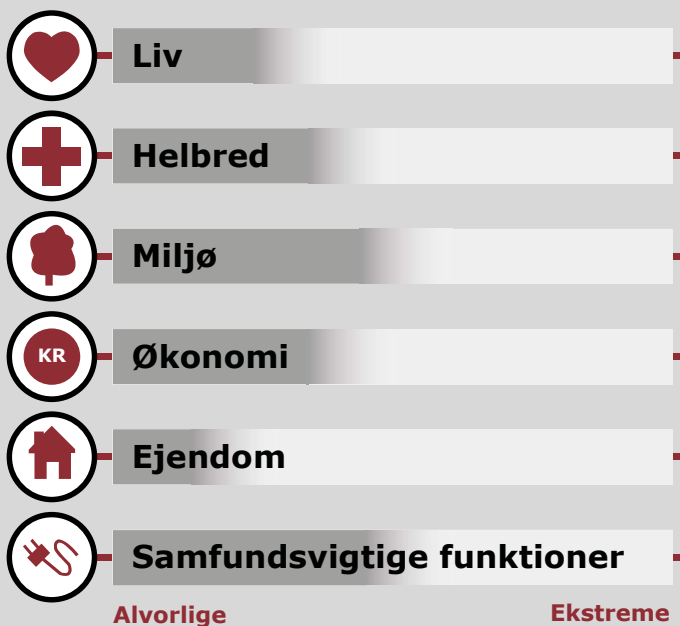 Liv
Helbred
Miljø
KR Økonomi
Ejendom
Samfundsvigtige funktioner
Alvorlige Ekstreme